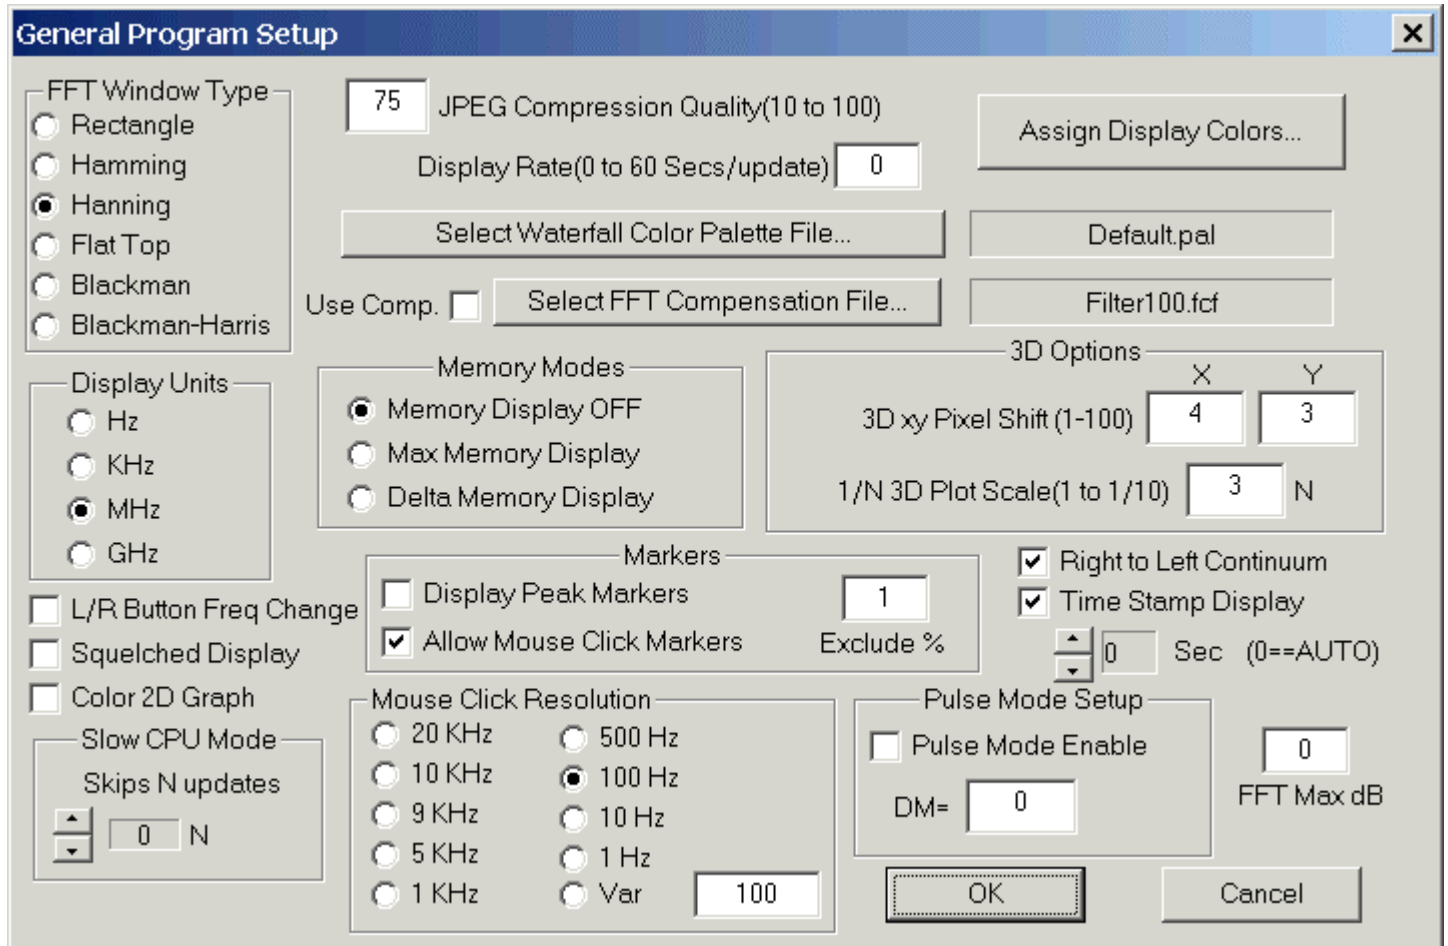 General Program Setup
FFT Window Type
Rectangle
Hamming
Hanning
Flat Top
Blackman
Blackman-Harris
75 JPEG Compression Quality(10 to 100)
Display Rate(0 to 60 Secs/update) 0
Assign Display Colors...
Select Waterfall Color Palette File...
Default.pal
Use Comp.
Select FFT Compensation File...
Filter100.fcf
Display Units
Hz
KHz
MHz
GHz
Memory Modes
Memory Display OFF
Max Memory Display
Delta Memory Display
3D Options
X Y
3D xy Pixel Shift (1-100) 4 3
1/N 3D Plot Scale(1 to 1/10) 3 N
L/R Button Freq Change
Squelched Display
Color 2D Graph
Markers
Display Peak Markers
Allow Mouse Click Markers
1
Exclude %
Right to Left Continuum
Time Stamp Display
0 Sec (0==AUTO)
Slow CPU Mode
Skips N updates
0 N
Mouse Click Resolution
20 KHz
10 KHz
9 KHz
5 KHz
1 KHz
500 Hz
100 Hz
10 Hz
1 Hz
Var 100
Pulse Mode Setup
Pulse Mode Enable
DM= 0
0
FFT Max dB
OK
Cancel